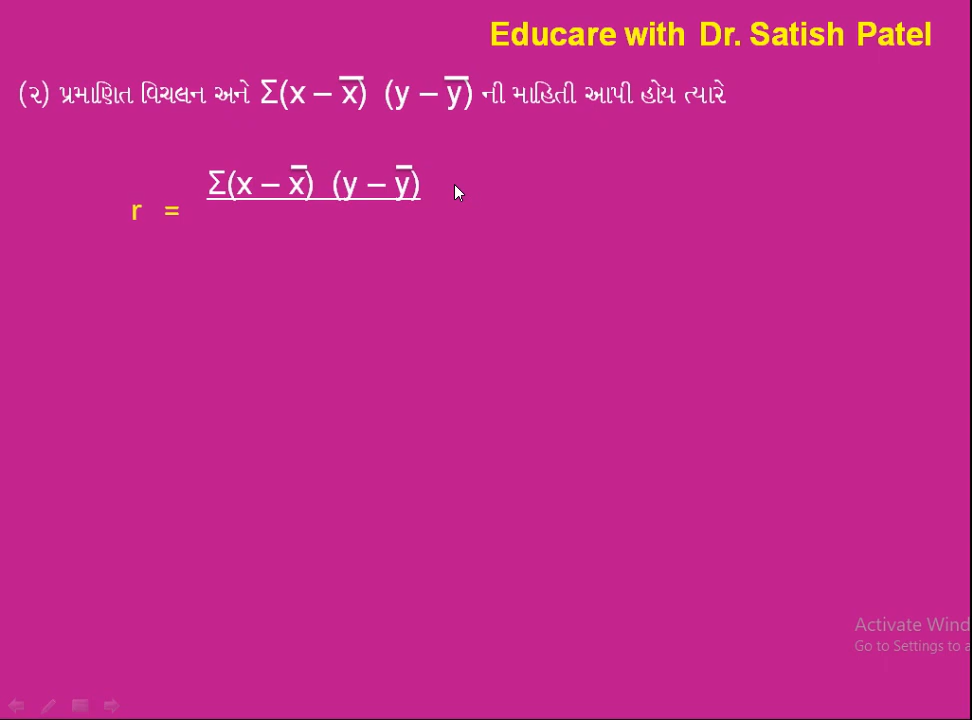 Educare with Dr. Satish Patel
(૨) પ્રમાણિત વિચલન અને Σ(x – x̅) (y – y̅) ની માહિતી આપી હોય ત્યારે
Σ(x – x̅) (y – y̅)
r =
Activate Wind
Go to Settings to a